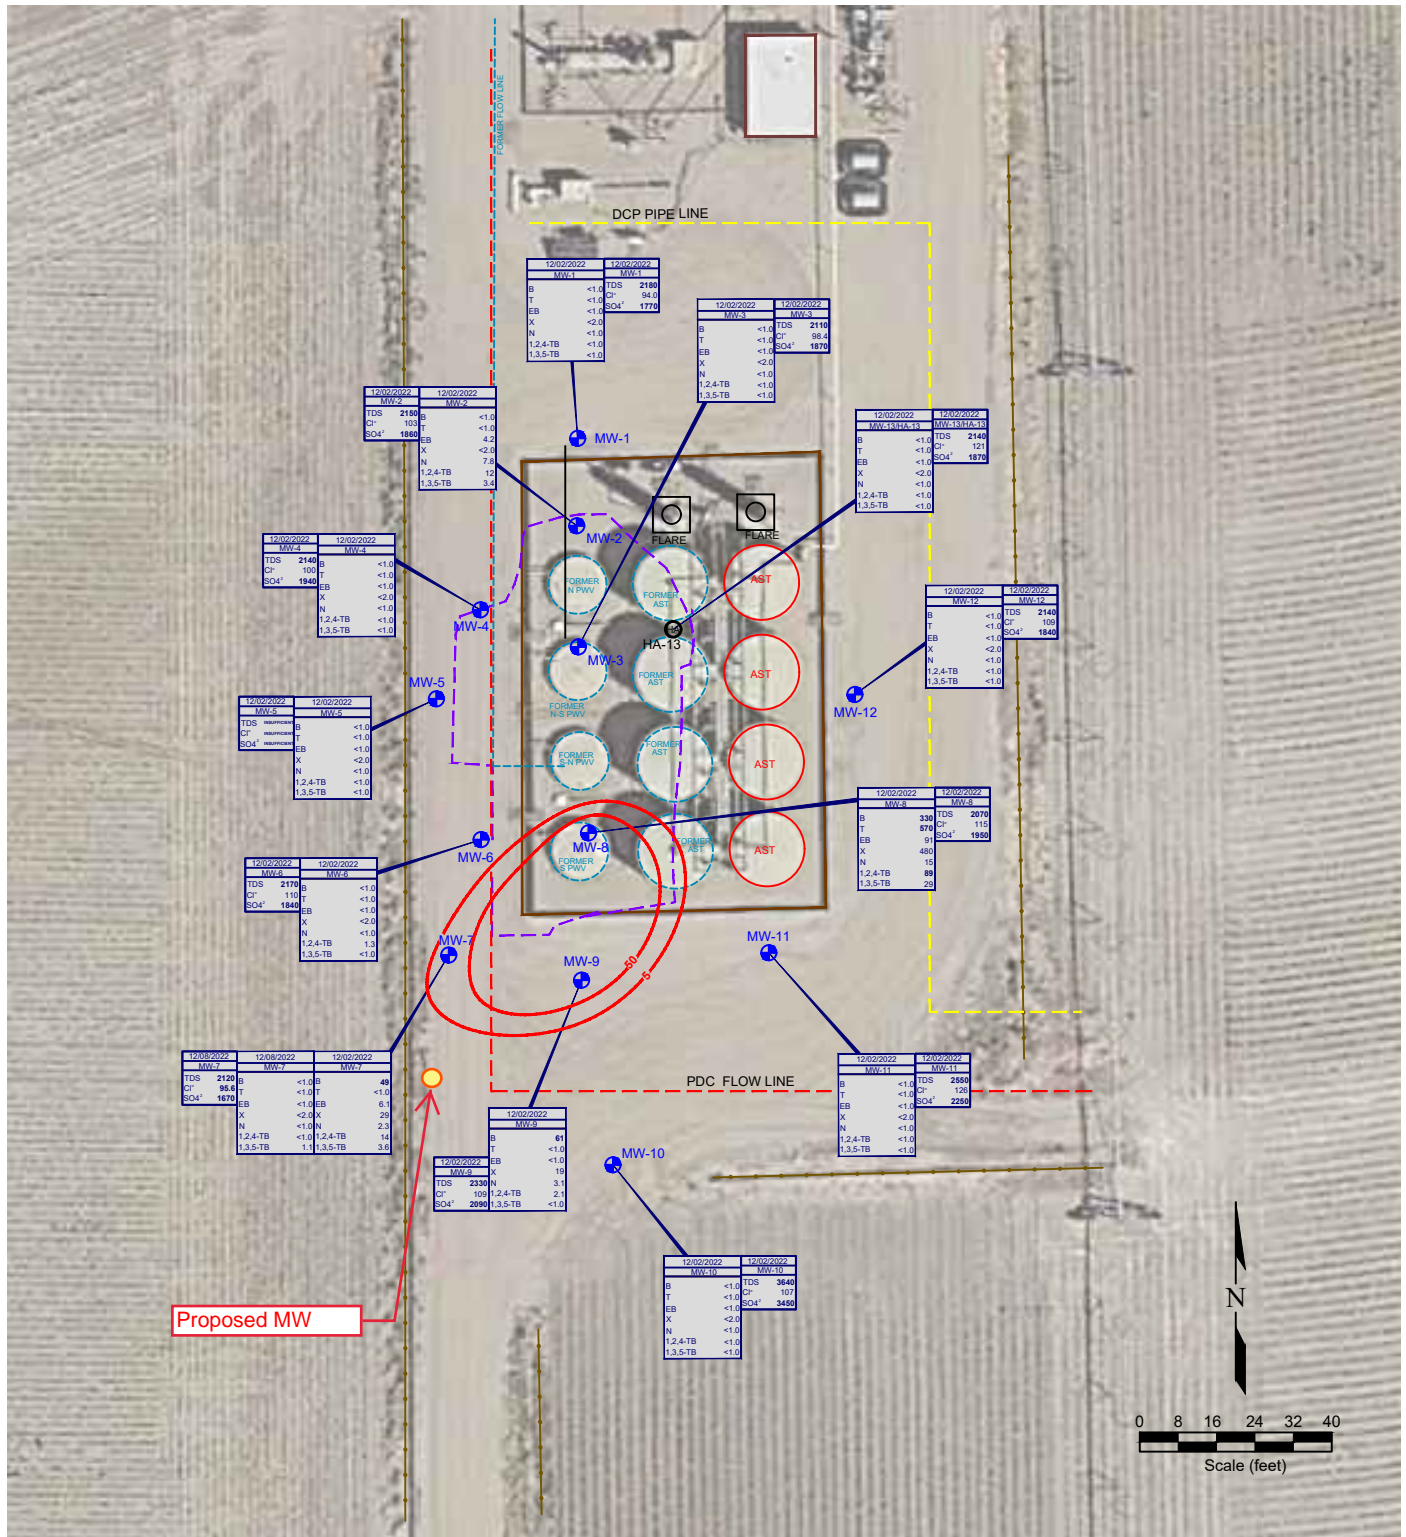 FORMER FLOW LINE
DCP PIPE LINE
12/02/2022
MW-1
B <1.0
T <1.0
EB <1.0
X <2.0
N <1.0
1,2,4-TB <1.0
1,3,5-TB <1.0
12/02/2022
MW-1
TDS 2180
Cl⁻ 94.0
SO4² 1770
12/02/2022
MW-3
B <1.0
T <1.0
EB <1.0
X <2.0
N <1.0
1,2,4-TB <1.0
1,3,5-TB <1.0
12/02/2022
MW-3
TDS 2110
Cl⁻ 98.4
SO4² 1870
12/02/2022
MW-2
TDS 2150
Cl⁻ 103
SO4² 1860
12/02/2022
MW-2
B <1.0
T <1.0
EB 4.2
X <2.0
N 7.8
1,2,4-TB 12
1,3,5-TB 3.4
12/02/2022
MW-13/HA-13
B <1.0
T <1.0
EB <1.0
X <2.0
N <1.0
1,2,4-TB <1.0
1,3,5-TB <1.0
12/02/2022
MW-13/HA-13
TDS 2140
Cl⁻ 121
SO4² 1870
MW-1
MW-2
FLARE
FLARE
12/02/2022
MW-4
TDS 2140
Cl⁻ 100
SO4² 1940
12/02/2022
MW-4
B <1.0
T <1.0
EB <1.0
X <2.0
N <1.0
1,2,4-TB <1.0
1,3,5-TB <1.0
FORMER
N PWV
FORMER
AST
AST
12/02/2022
MW-12
B <1.0
T <1.0
EB <1.0
X <2.0
N <1.0
1,2,4-TB <1.0
1,3,5-TB <1.0
12/02/2022
MW-12
TDS 2140
Cl⁻ 109
SO4² 1840
MW-4
HA-13
MW-3
FORMER
AST
AST
MW-5
MW-12
FORMER
N-S PWV
12/02/2022
MW-5
TDS INSUFFICIENT
Cl⁻ INSUFFICIENT
SO4² INSUFFICIENT
12/02/2022
MW-5
B <1.0
T <1.0
EB <1.0
X <2.0
N <1.0
1,2,4-TB <1.0
1,3,5-TB <1.0
FORMER
S-N PWV
FORMER
AST
AST
12/02/2022
MW-8
B 330
T 570
EB 91
X 480
N 15
1,2,4-TB 89
1,3,5-TB 29
12/02/2022
MW-8
TDS 2070
Cl⁻ 115
SO4² 1950
MW-6
MW-8
FORMER
S PWV
FORMER
AST
AST
12/02/2022
MW-6
TDS 2170
Cl⁻ 110
SO4² 1840
12/02/2022
MW-6
B <1.0
T <1.0
EB <1.0
X <2.0
N <1.0
1,2,4-TB 1.3
1,3,5-TB <1.0
MW-7
MW-9
MW-11
50
5
12/08/2022
MW-7
TDS 2120
Cl⁻ 95.6
SO4² 1670
12/08/2022
MW-7
B <1.0
T <1.0
EB <1.0
X <2.0
N <1.0
1,2,4-TB <1.0
1,3,5-TB 1.1
12/02/2022
MW-7
B 49
T <1.0
EB 6.1
X 29
N 2.3
1,2,4-TB 14
1,3,5-TB 3.6
PDC FLOW LINE
12/02/2022
MW-11
B <1.0
T <1.0
EB <1.0
X <2.0
N <1.0
1,2,4-TB <1.0
1,3,5-TB <1.0
12/02/2022
MW-11
TDS 2550
Cl⁻ 126
SO4² 2250
12/02/2022
MW-9
TDS 2330
Cl⁻ 109
SO4² 2090
12/02/2022
MW-9
B 61
T <1.0
EB <1.0
X 19
N 3.1
1,2,4-TB 2.1
1,3,5-TB <1.0
MW-10
12/02/2022
MW-10
B <1.0
T <1.0
EB <1.0
X <2.0
N <1.0
1,2,4-TB <1.0
1,3,5-TB <1.0
12/02/2022
MW-10
TDS 3640
Cl⁻ 107
SO4² 3450
Proposed MW
N
0 8 16 24 32 40
Scale (feet)